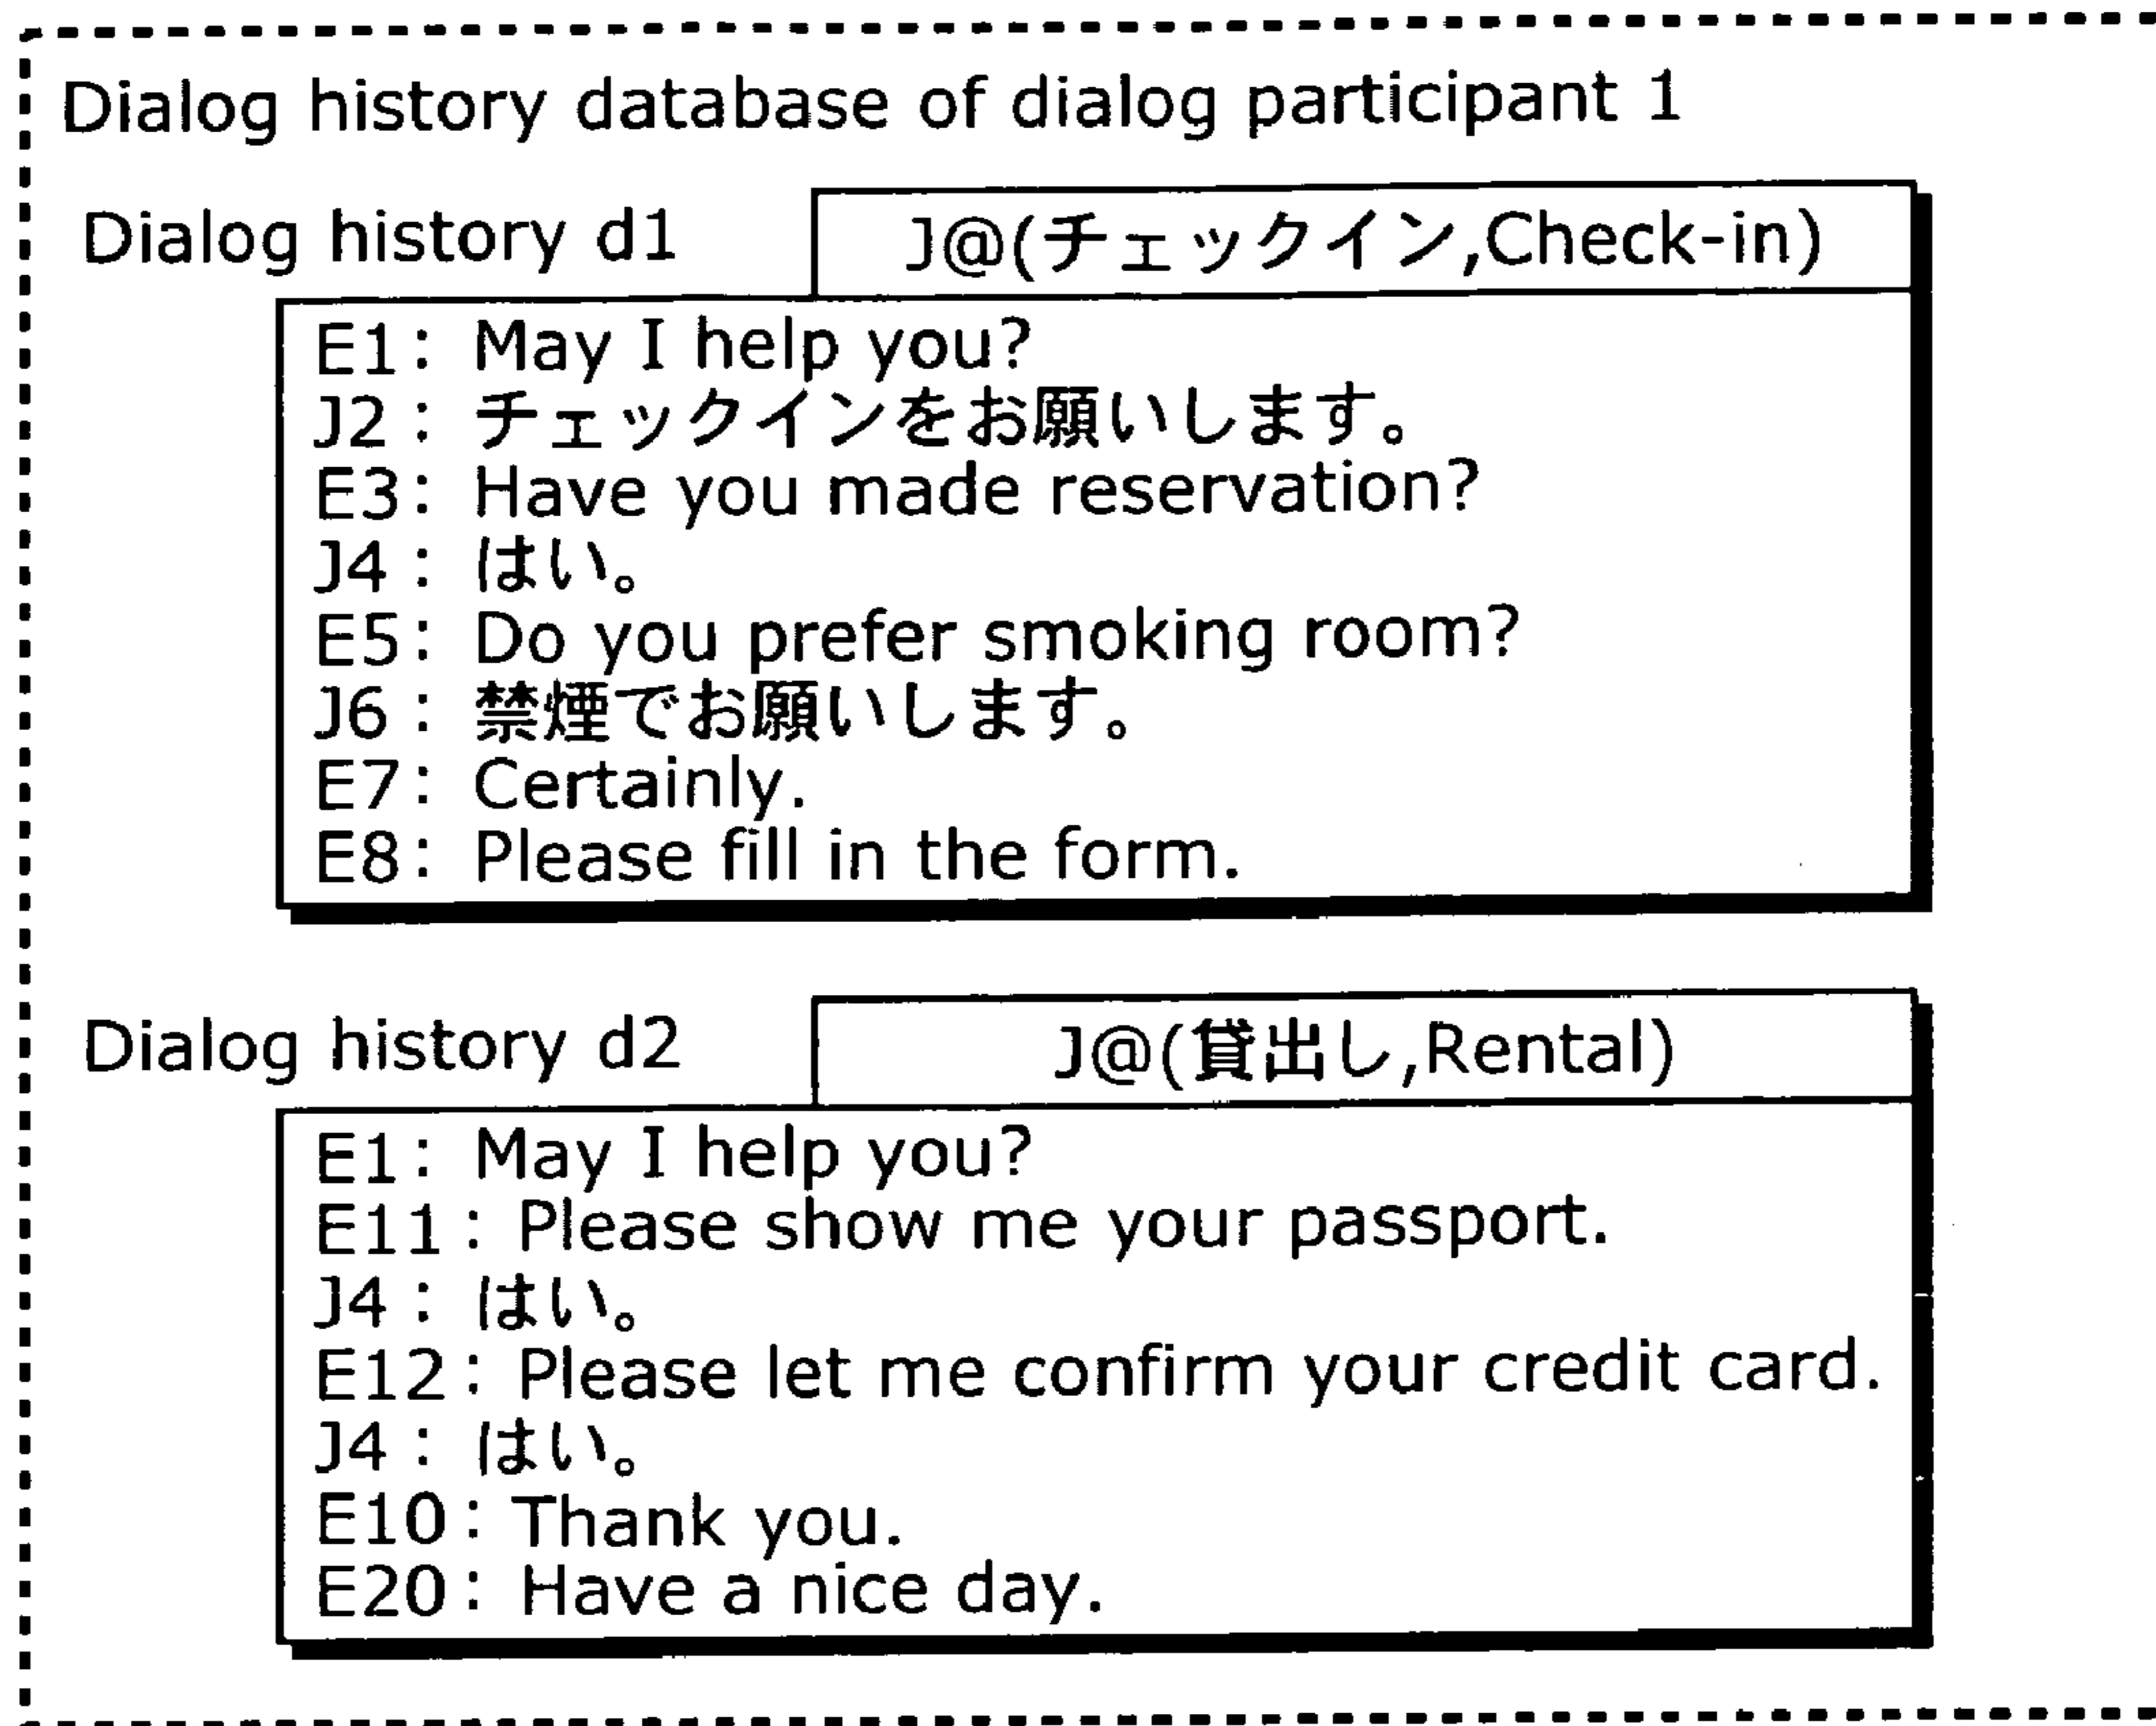 Dialog history database of dialog participant 1
Dialog history d1
J@(チェックイン,Check-in)
E1: May I help you?
J2: チェックインをお願いします。
E3: Have you made reservation?
J4: はい。
E5: Do you prefer smoking room?
J6: 禁煙でお願いします。
E7: Certainly.
E8: Please fill in the form.
Dialog history d2
J@(貸出し,Rental)
E1: May I help you?
E11: Please show me your passport.
J4: はい。
E12: Please let me confirm your credit card.
J4: はい。
E10: Thank you.
E20: Have a nice day.